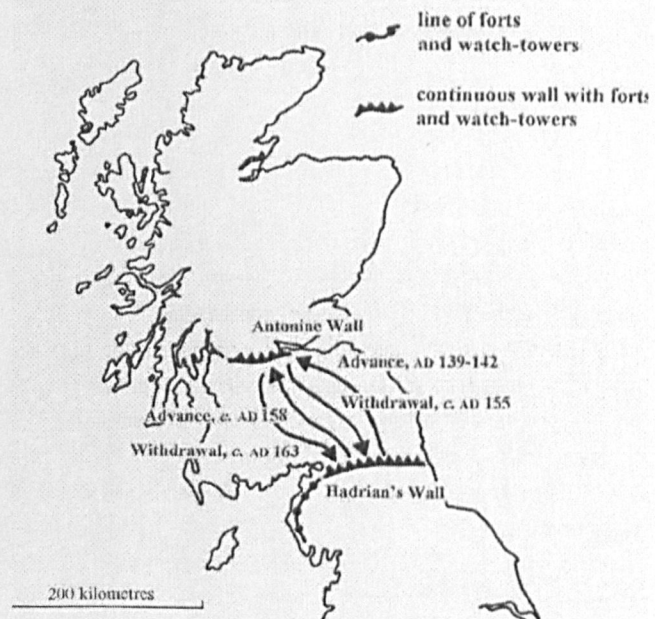 line of forts
and watch-towers
continuous wall with forts
and watch-towers
Antonine Wall
Advance, AD 139-142
Withdrawal, c. AD 155
Advance, c. AD 158
Withdrawal, c. AD 163
Hadrian's Wall
200 kilometres